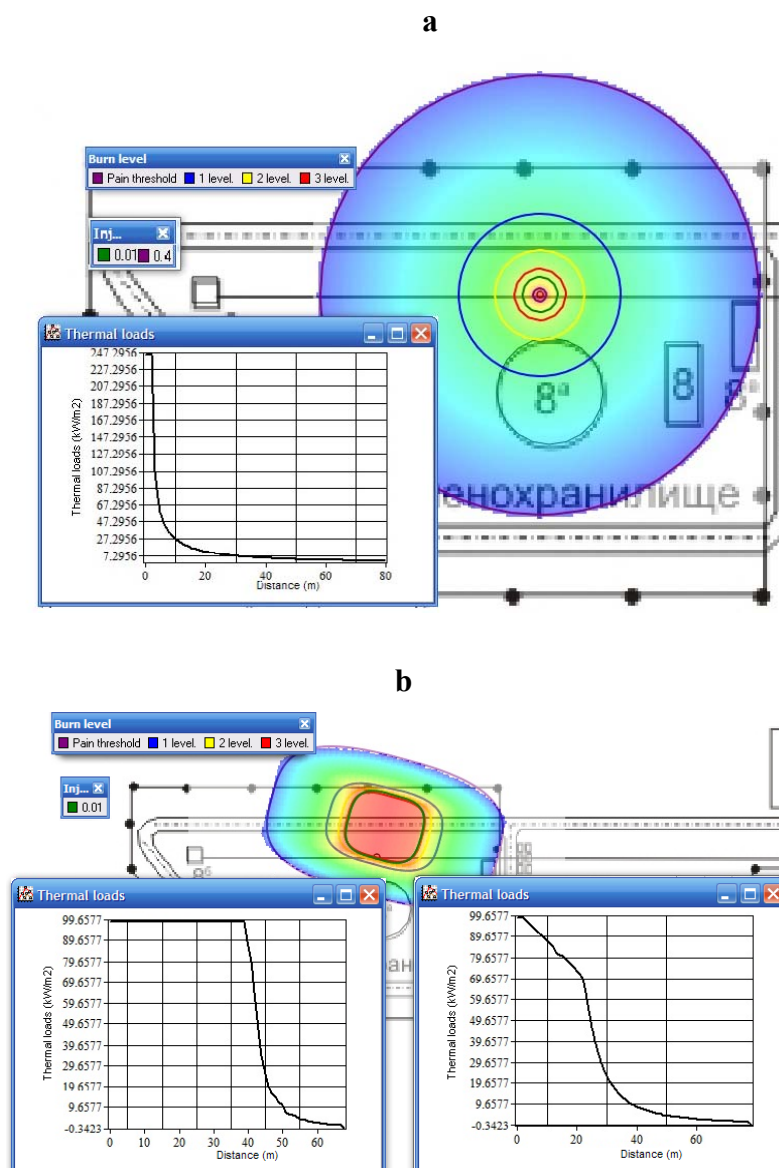 a
Burn level
Pain threshold 1 level. 2 level. 3 level.
Inj...
0.01 0.4
8ª
8
8ª
енохранилище
Thermal loads
247.2956
227.2956
207.2956
187.2956
167.2956
147.2956
127.2956
107.2956
87.2956
67.2956
47.2956
27.2956
7.2956
Thermal loads (kW/m2)
0 20 40 60 80
Distance (m)
b
Burn level
Pain threshold 1 level. 2 level. 3 level.
Inj...
0.01
8б
ан
Thermal loads
99.6577
89.6577
79.6577
69.6577
59.6577
49.6577
39.6577
29.6577
19.6577
9.6577
-0.3423
Thermal loads (kW/m2)
0 10 20 30 40 50 60
Distance (m)
Thermal loads
99.6577
89.6577
79.6577
69.6577
59.6577
49.6577
39.6577
29.6577
19.6577
9.6577
-0.3423
Thermal loads (kW/m2)
0 20 40 60
Distance (m)